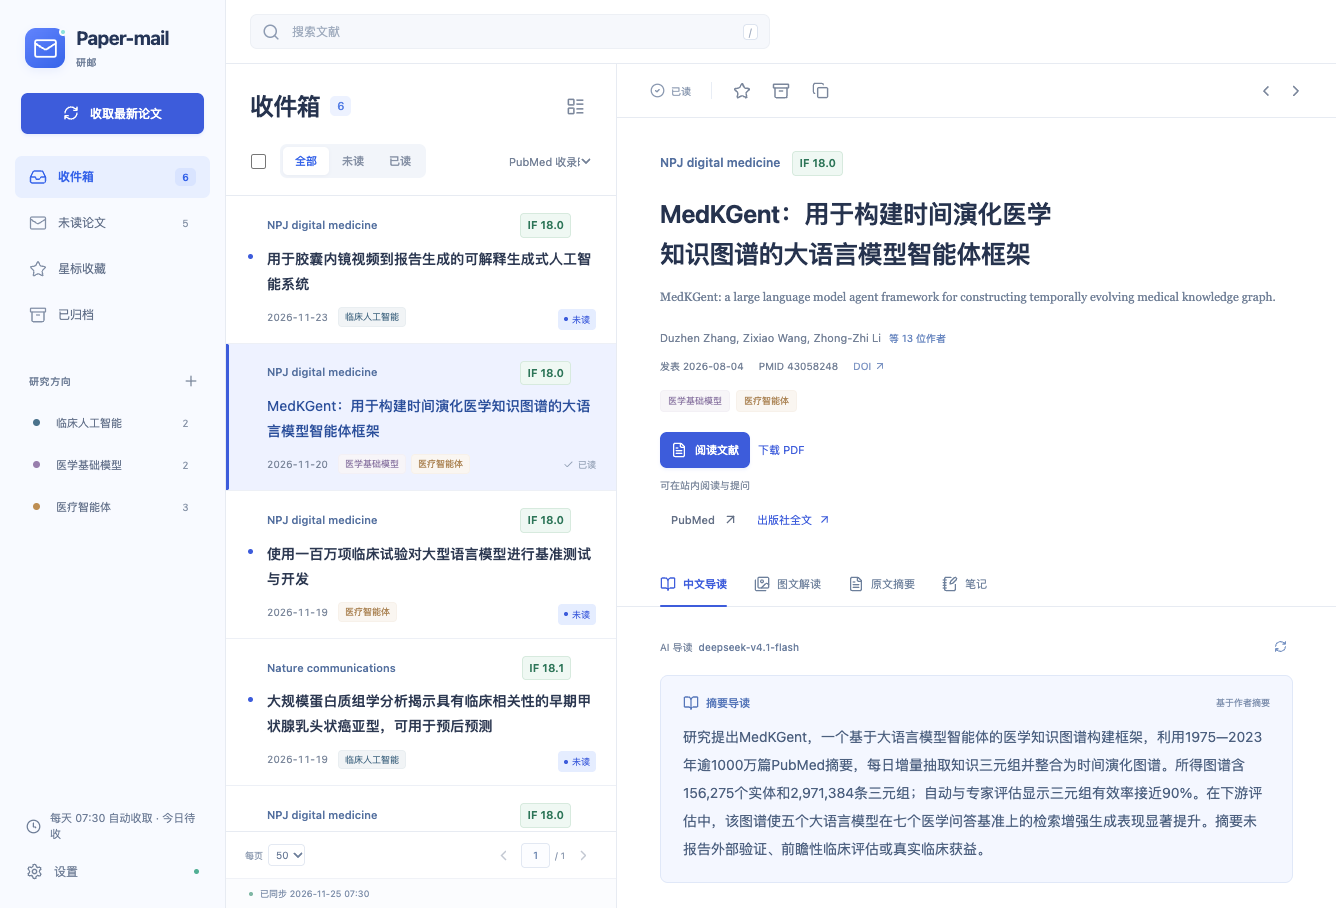 Paper-mail
研邮
收取最新论文
收件箱 6
未读论文 5
星标收藏
已归档
研究方向
临床人工智能 2
医学基础模型 2
医疗智能体 3
每天 07:30 自动收取 · 今日待
收
设置
搜索文献 /
收件箱 6
全部 未读 已读 PubMed 收录
NPJ digital medicine IF 18.0
用于胶囊内镜视频到报告生成的可解释生成式人工智
能系统
2026-11-23 临床人工智能 未读
NPJ digital medicine IF 18.0
MedKGent：用于构建时间演化医学知识图谱的大语
言模型智能体框架
2026-11-20 医学基础模型 医疗智能体 已读
NPJ digital medicine IF 18.0
使用一百万项临床试验对大型语言模型进行基准测试
与开发
2026-11-19 医疗智能体 未读
Nature communications IF 18.1
大规模蛋白质组学分析揭示具有临床相关性的早期甲
状腺乳头状癌亚型，可用于预后预测
2026-11-19 临床人工智能 未读
NPJ digital medicine IF 18.0
每页 50 1 / 1
已同步 2026-11-25 07:30
已读
NPJ digital medicine IF 18.0
MedKGent：用于构建时间演化医学
知识图谱的大语言模型智能体框架
MedKGent: a large language model agent framework for constructing temporally evolving medical knowledge graph.
Duzhen Zhang, Zixiao Wang, Zhong-Zhi Li 等 13 位作者
发表 2026-08-04 PMID 43058248 DOI
医学基础模型 医疗智能体
阅读文献 下载 PDF
可在站内阅读与提问
PubMed 出版社全文
中文导读 图文解读 原文摘要 笔记
AI 导读 deepseek-v4.1-flash
摘要导读 基于作者摘要
研究提出MedKGent，一个基于大语言模型智能体的医学知识图谱构建框架，利用1975—2023
年逾1000万篇PubMed摘要，每日增量抽取知识三元组并整合为时间演化图谱。所得图谱含
156,275个实体和2,971,384条三元组；自动与专家评估显示三元组有效率接近90%。在下游评
估中，该图谱使五个大语言模型在七个医学问答基准上的检索增强生成表现显著提升。摘要未
报告外部验证、前瞻性临床评估或真实临床获益。